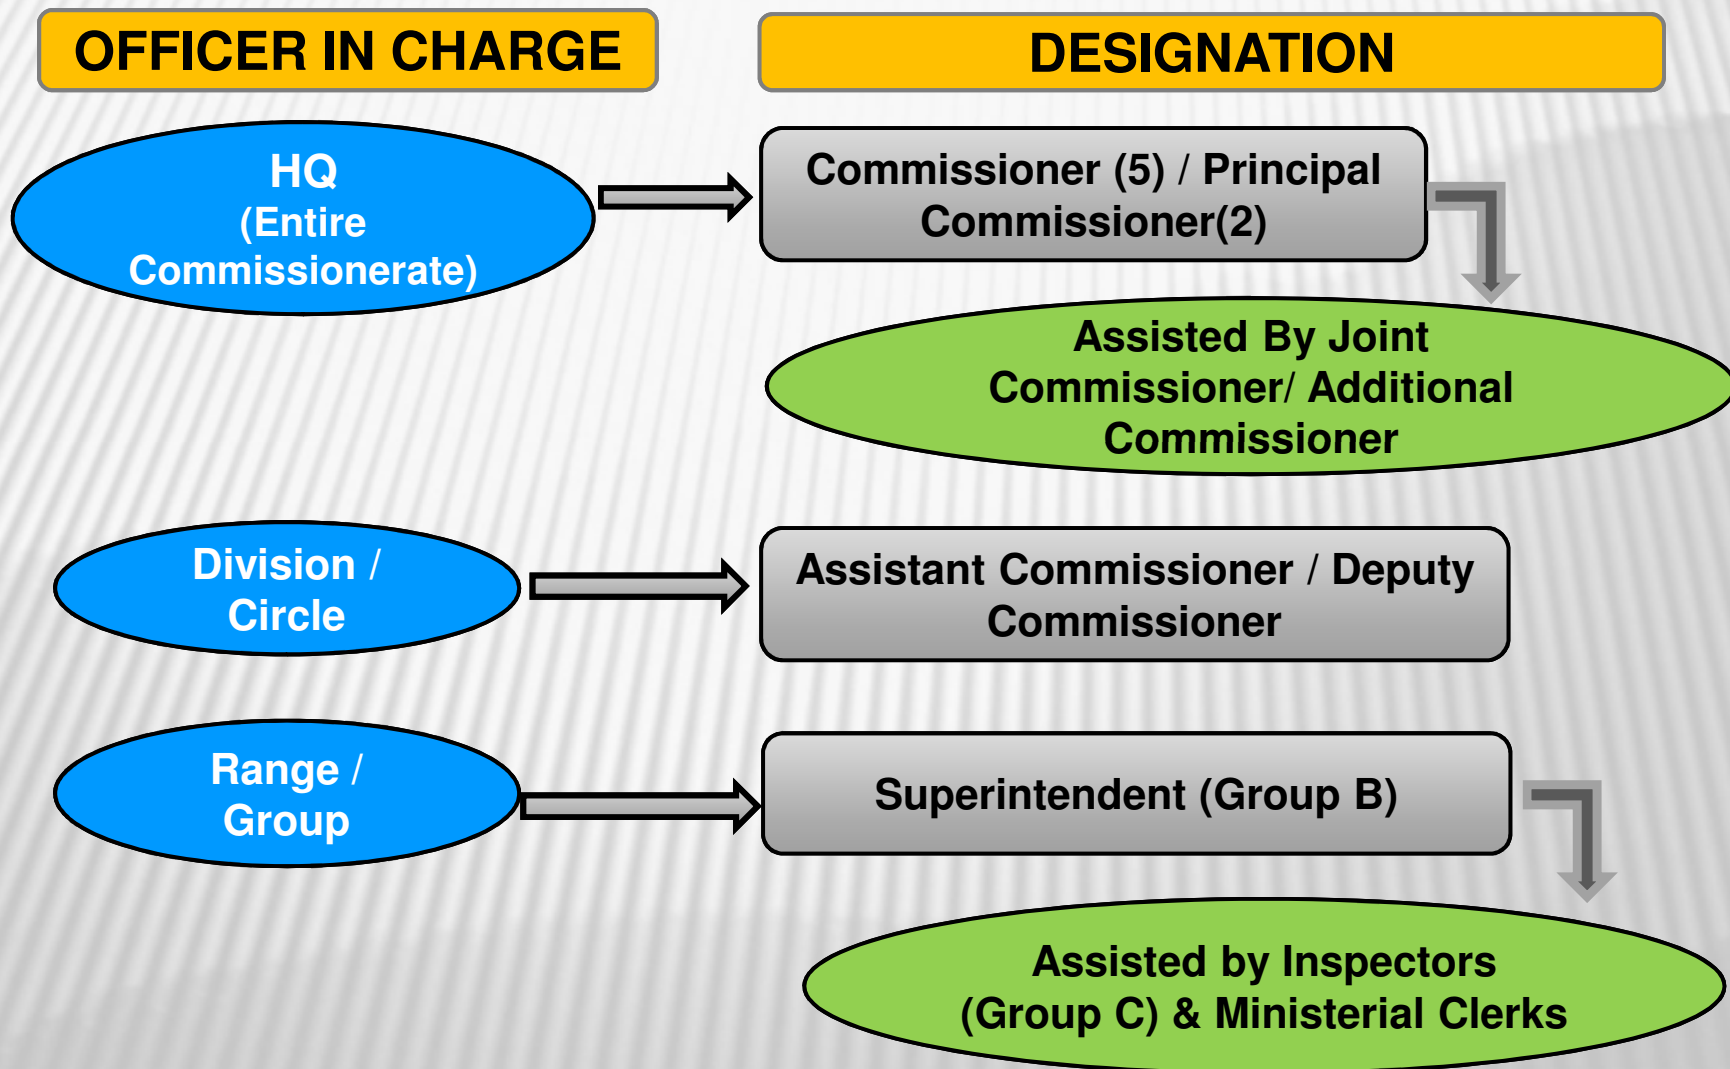 OFFICER IN CHARGE
DESIGNATION
HQ
(Entire
Commissionerate)
Commissioner (5) / Principal
Commissioner(2)
Assisted By Joint
Commissioner/ Additional
Commissioner
Division /
Circle
Assistant Commissioner / Deputy
Commissioner
Range /
Group
Superintendent (Group B)
Assisted by Inspectors
(Group C) & Ministerial Clerks